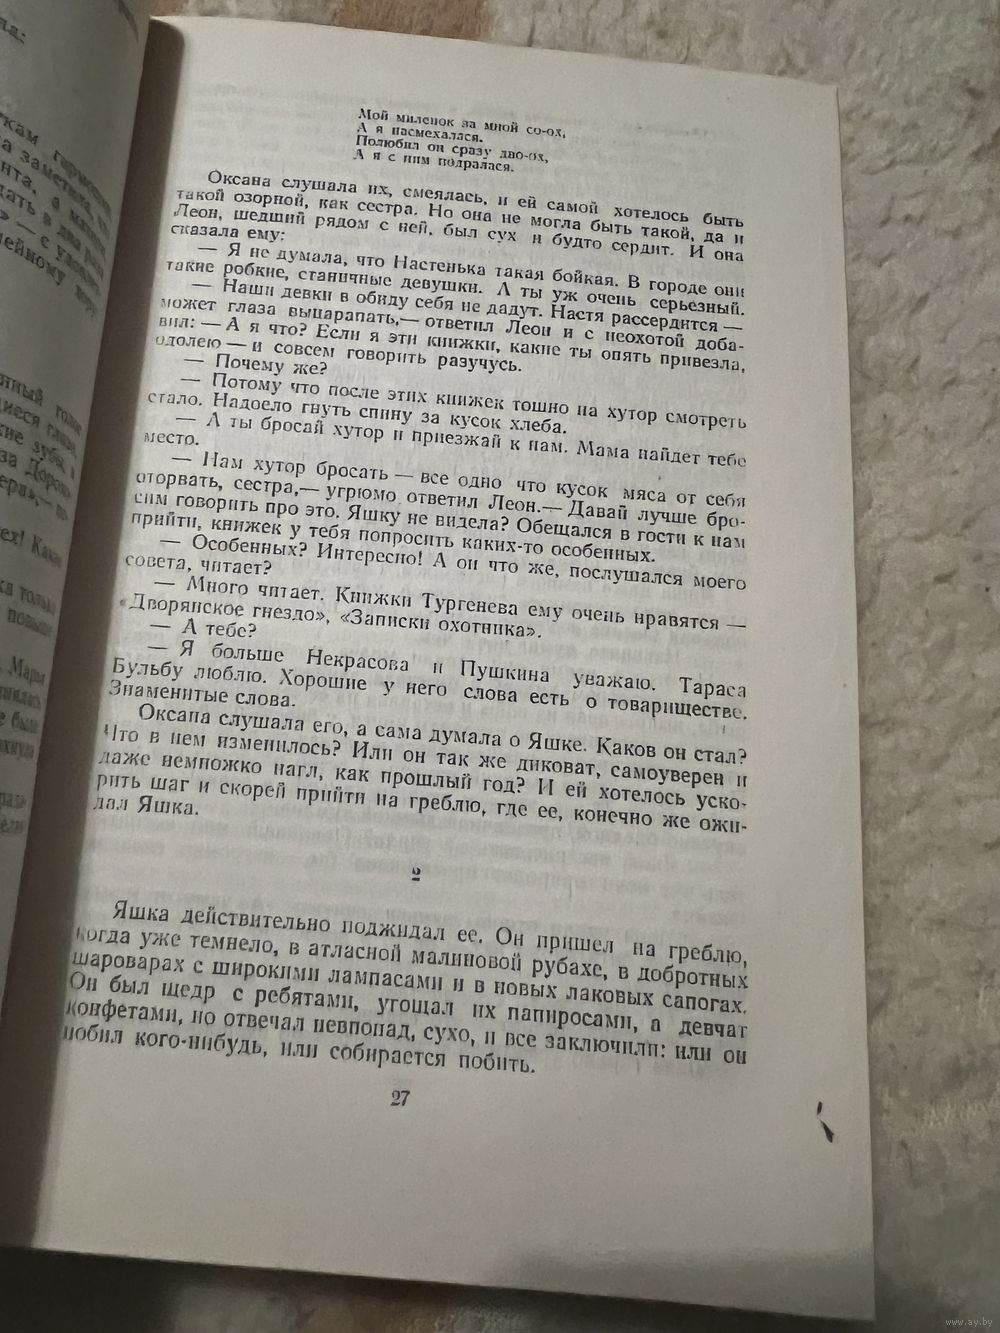 Мой миленок за мной со-ох,
А я насмехалася.
Полюбил он сразу дво-ох,
А я с ним подралася.
Оксана слушала их, смеялась, и ей самой хотелось быть
такой озорной, как сестра. Но она не могла быть такой, да и
Леон, шедший рядом с ней, был сух и будто сердит. И она
сказала ему:
— Я не думала, что Настенька такая бойкая. В городе они
такие робкие, станичные девушки. А ты уж очень серьезный.
— Наши девки в обиду себя не дадут. Настя рассердится —
может глаза выцарапать,— ответил Леон и с неохотой доба-
вил: — А я что? Если я эти книжки, какие ты опять привезла,
одолею — и совсем говорить разучусь.
— Почему же?
— Потому что после этих книжек тошно на хутор смотреть
стало. Надоело гнуть спину за кусок хлеба.
— А ты бросай хутор и приезжай к нам. Мама найдет тебе
место.
— Нам хутор бросать — все одно что кусок мяса от себя
оторвать, сестра,— угрюмо ответил Леон.— Давай лучше бро-
сим говорить про это. Яшку не видела? Обещался в гости к нам
прийти, книжек у тебя попросить каких-то особенных.
— Особенных? Интересно! А он что же, послушался моего
совета, читает?
— Много читает. Книжки Тургенева ему очень нравятся —
«Дворянское гнездо», «Записки охотника».
— А тебе?
— Я больше Некрасова и Пушкина уважаю. Тараса
Бульбу люблю. Хорошие у него слова есть о товариществе.
Знаменитые слова.
Оксана слушала его, а сама думала о Яшке. Каков он стал?
Что в нем изменилось? Или он так же диковат, самоуверен и
даже немножко нагл, как прошлый год? И ей хотелось уско-
рить шаг и скорей прийти на греблю, где ее, конечно же ожи-
дал Яшка.
2
Яшка действительно поджидал ее. Он пришел на греблю,
когда уже темнело, в атласной малиновой рубахе, в добротных
шароварах с широкими лампасами и в новых лаковых сапогах.
Он был щедр с ребятами, угощал их папиросами, а девчат
конфетами, но отвечал невпопад, сухо, и все заключили: или он
побил кого-нибудь, или собирается побить.
27
www.ay.by